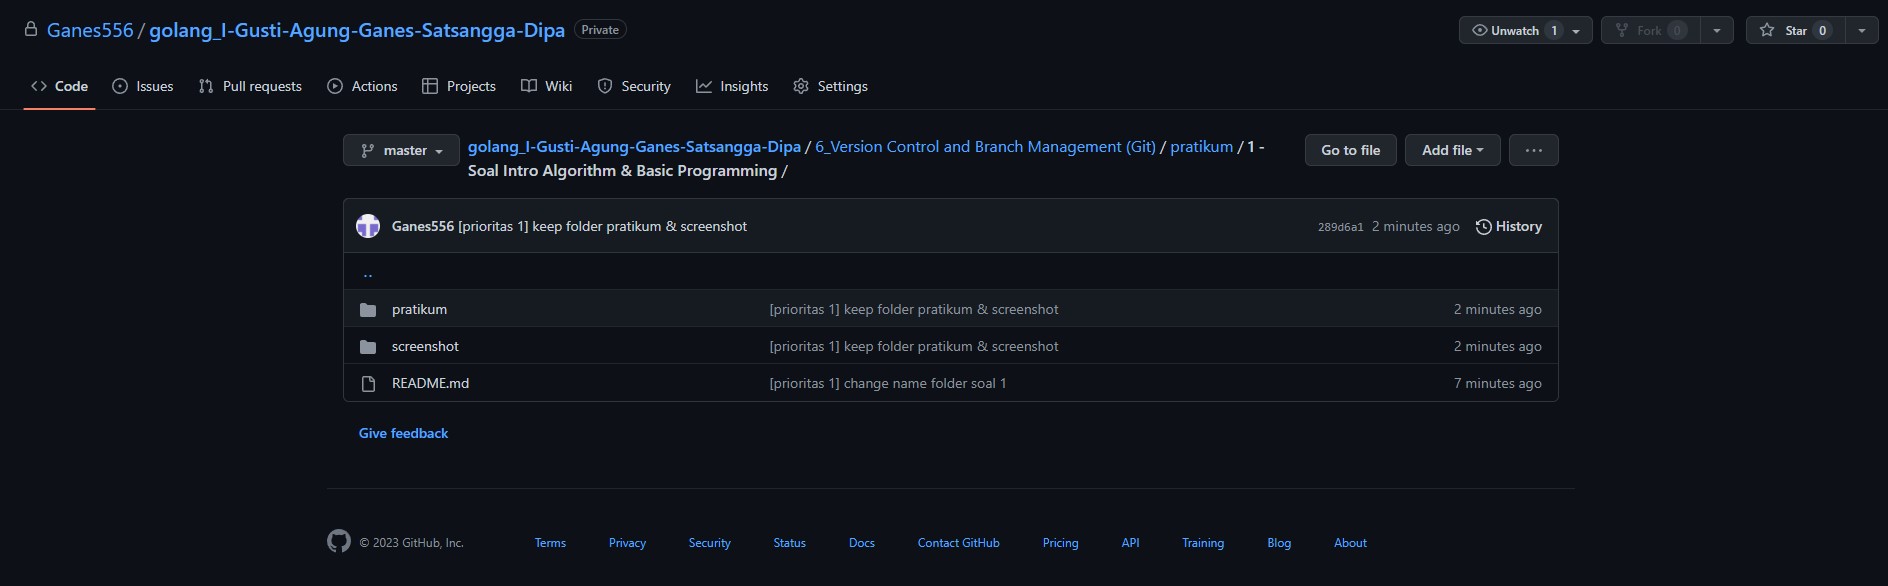 Ganes556 / golang_I-Gusti-Agung-Ganes-Satsangga-Dipa Private Unwatch 1 Fork 0 Star 0
Code Issues Pull requests Actions Projects Wiki Security Insights Settings
master golang_I-Gusti-Agung-Ganes-Satsangga-Dipa / 6_Version Control and Branch Management (Git) / pratikum / 1 - Go to file Add file ...
Soal Intro Algorithm & Basic Programming /
Ganes556 [prioritas 1] keep folder pratikum & screenshot 289d6a1 2 minutes ago History
..
pratikum [prioritas 1] keep folder pratikum & screenshot 2 minutes ago
screenshot [prioritas 1] keep folder pratikum & screenshot 2 minutes ago
README.md [prioritas 1] change name folder soal 1 7 minutes ago
Give feedback
© 2023 GitHub, Inc. Terms Privacy Security Status Docs Contact GitHub Pricing API Training Blog About